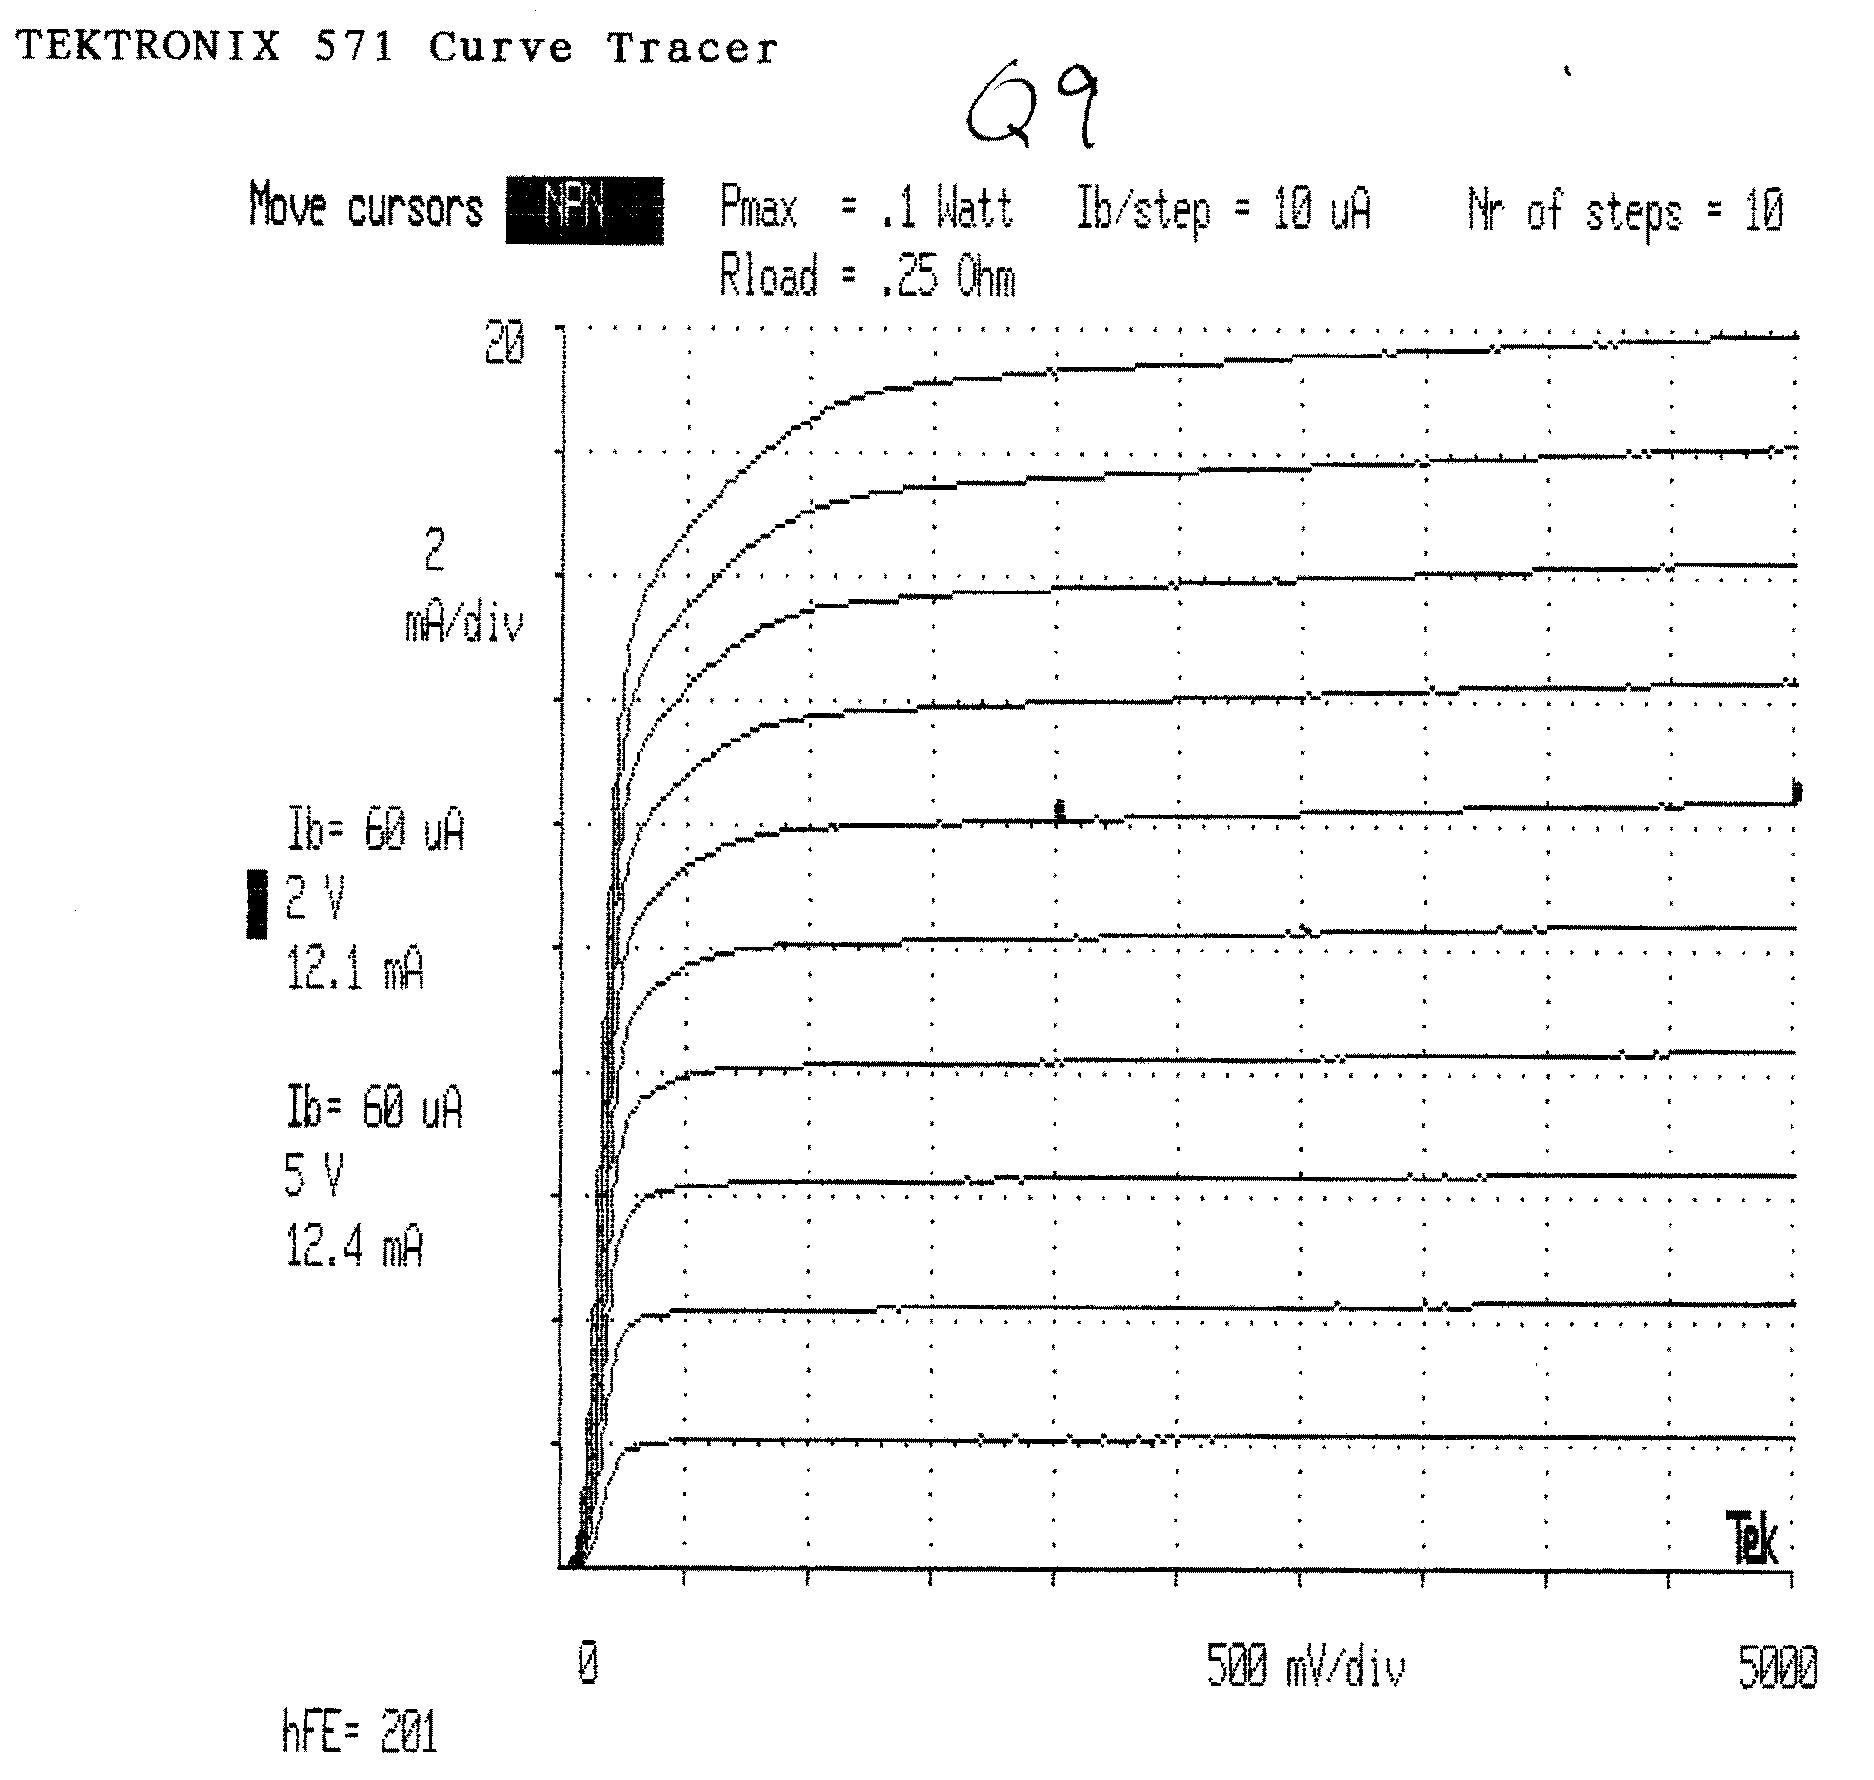 TEKTRONIX 571 Curve Tracer
Q9
Move cursors NPN Pmax = .1 Watt Ib/step = 10 uA Nr of steps = 10
Rload = .25 Ohm
20
2
mA/div
Ib= 60 uA
2 V
12.1 mA
Ib= 60 uA
5 V
12.4 mA
Tek
0 500 mV/div 5000
hFE= 201